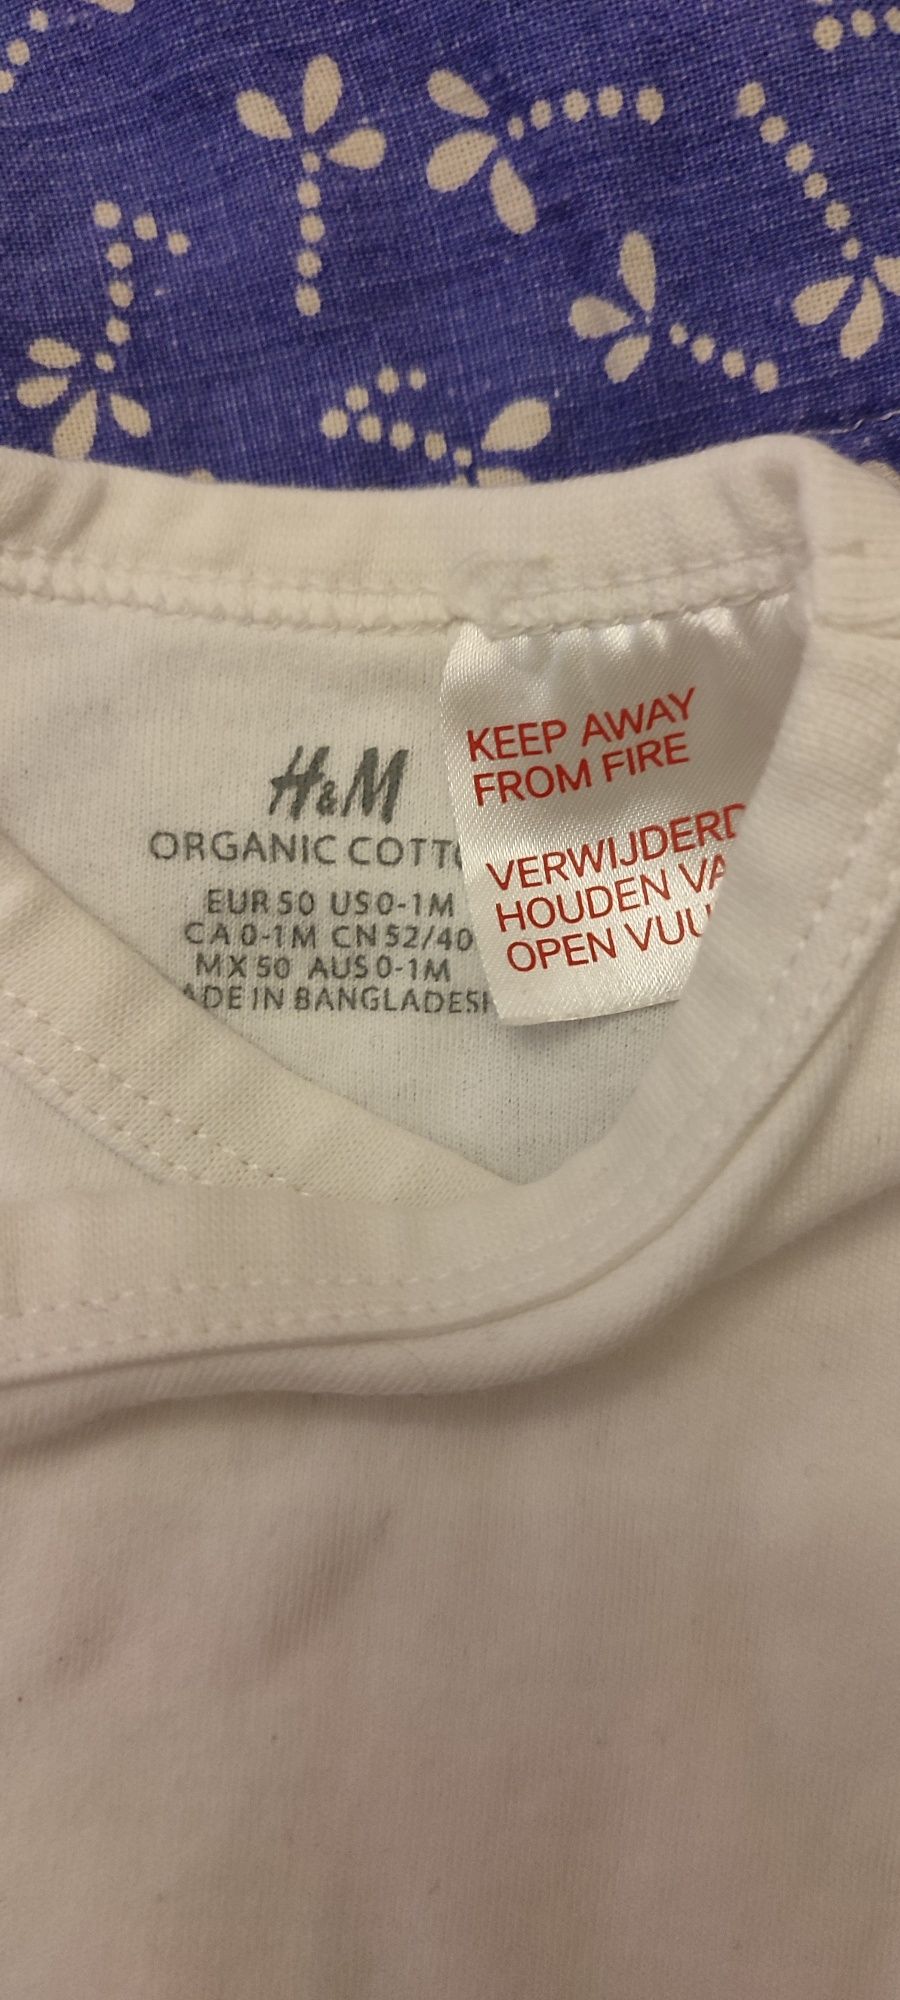 H&M
ORGANIC COTT
EUR 50 US 0-1M
CA 0-1M CN 52/40
MX 50 AUS 0-1M
ADE IN BANGLADESH
KEEP AWAY
FROM FIRE
VERWIJDERD
HOUDEN VA
OPEN VUU